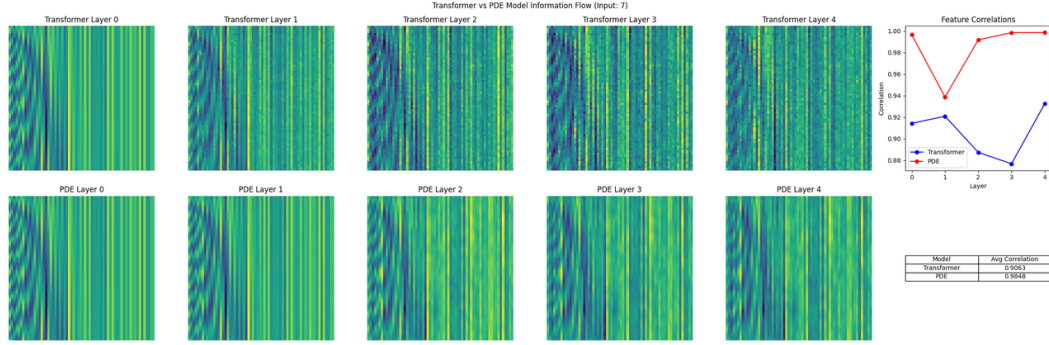 Transformer vs PDE Model Information Flow (Input: 7)
Transformer Layer 0
Transformer Layer 1
Transformer Layer 2
Transformer Layer 3
Transformer Layer 4
Feature Correlations
1.00
0.98
0.96
0.94
0.92
0.90
0.88
Correlation
Transformer
PDE
0 1 2 3 4
Layer
PDE Layer 0
PDE Layer 1
PDE Layer 2
PDE Layer 3
PDE Layer 4
Model Avg Correlation
Transformer 0.9063
PDE 0.9848